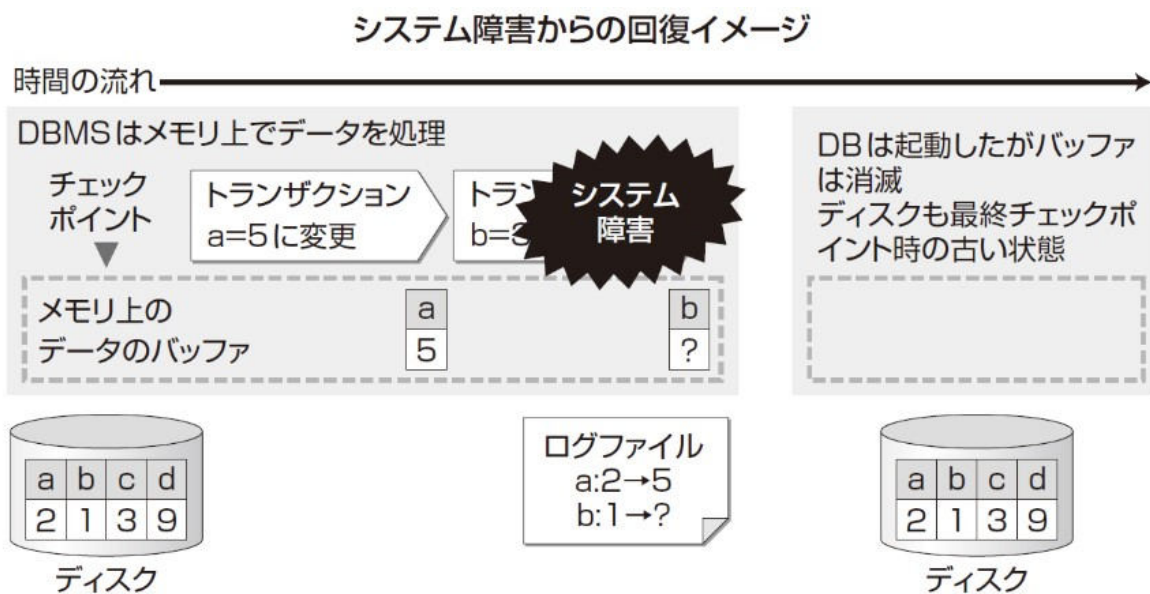 システム障害からの回復イメージ
時間の流れ
DBMSはメモリ上でデータを処理
チェック
ポイント
トランザクション
a=5に変更
トラン
b=3
システム
障害
メモリ上の
データのバッファ
a
5
b
?
DBは起動したがバッファ
は消滅
ディスクも最終チェックポ
イント時の古い状態
a b c d
2 1 3 9
ディスク
ログファイル
a:2→5
b:1→?
a b c d
2 1 3 9
ディスク